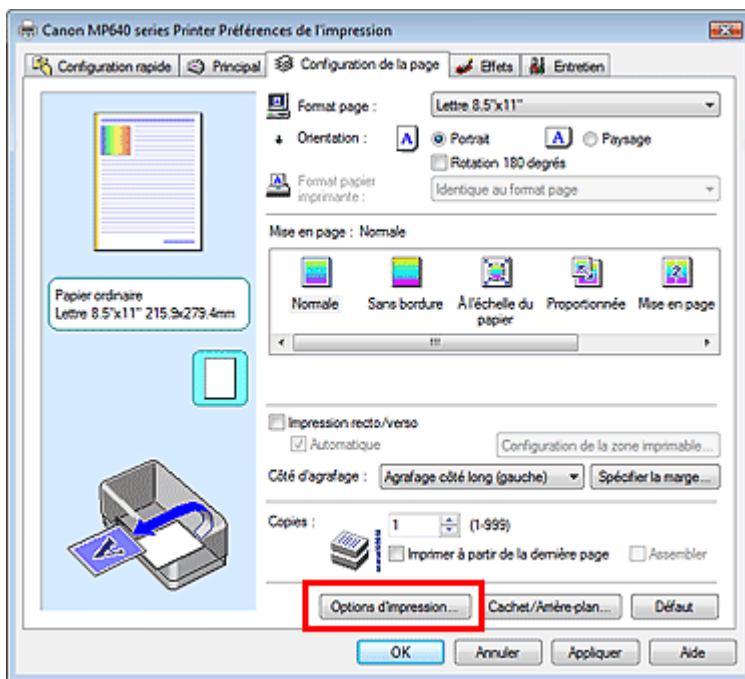 Canon MP640 series Printer Préférences de l'impression
Configuration rapide Principal Configuration de la page Effets Entretien
Format page : Lettre 8.5"x11"
Orientation : A Portrait A Paysage
Rotation 180 degrés
Format papier imprimante : Identique au format page
Mise en page : Normale
Normale Sans bordure À l'échelle du papier Proportionnée Mise en page
Papier ordinaire
Lettre 8.5"x11" 215.9x279.4mm
Impression recto/verso
Automatique Configuration de la zone imprimable...
Côté d'agrafage : Agrafage côté long (gauche) Spécifier la marge...
Copies : 1 (1-999)
Imprimer à partir de la dernière page Assembler
Options d'impression... Cachet/Arrière-plan... Défaut
OK Annuler Appliquer Aide